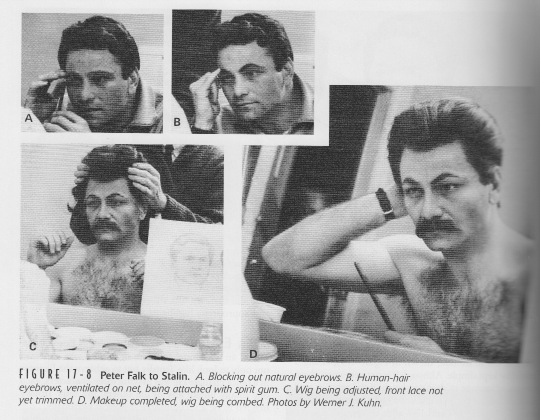 A
B
C
D
FIGURE 17-8 Peter Falk to Stalin. A. Blocking out natural eyebrows. B. Human-hair
eyebrows, ventilated on net, being attached with spirit gum. C. Wig being adjusted, front lace not
yet trimmed. D. Makeup completed, wig being combed. Photos by Werner J. Kuhn.